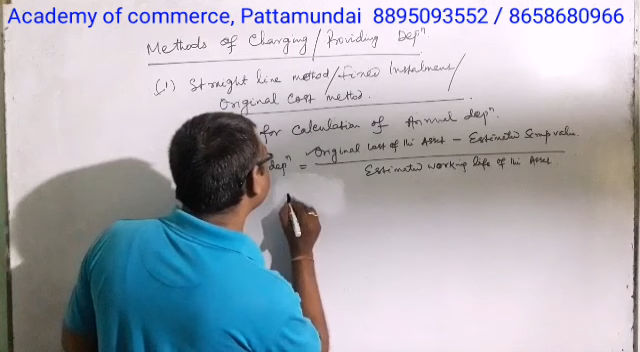 Academy of commerce, Pattamundai 8895093552 / 8658680966
Methods of Charging / Providing Depⁿ
(1) Straight line method / Fixed Instalment /
Original Cost method.
for calculation of Annual depⁿ.
depⁿ = Original Cost of the Asset - Estimated Scrap value
Estimated working life of the Asset